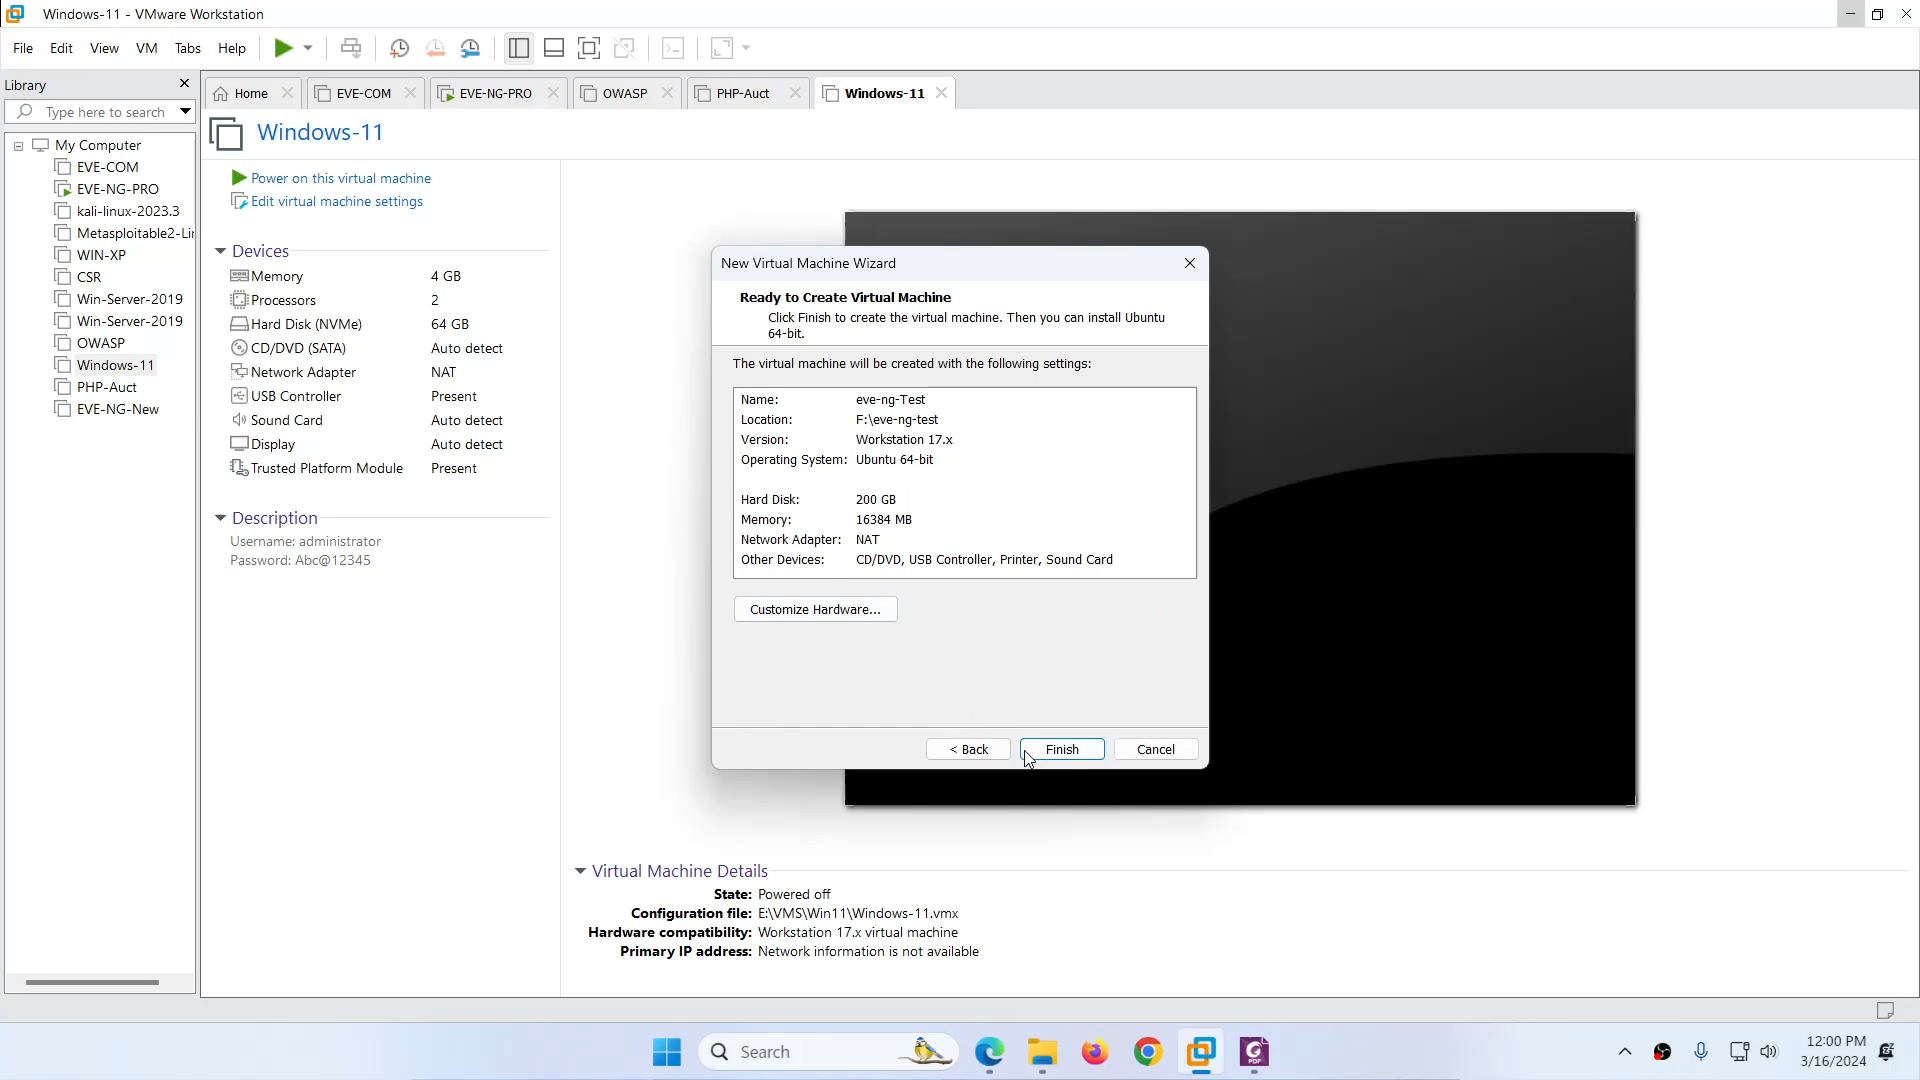 Windows-11 - VMware Workstation
File Edit View VM Tabs Help
Library
Type here to search
My Computer
EVE-COM
EVE-NG-PRO
kali-linux-2023.3
Metasploitable2-Li
WIN-XP
CSR
Win-Server-2019
Win-Server-2019
OWASP
Windows-11
PHP-Auct
EVE-NG-New
Home EVE-COM EVE-NG-PRO OWASP PHP-Auct Windows-11
Windows-11
Power on this virtual machine
Edit virtual machine settings
Devices
Memory 4 GB
Processors 2
Hard Disk (NVMe) 64 GB
CD/DVD (SATA) Auto detect
Network Adapter NAT
USB Controller Present
Sound Card Auto detect
Display Auto detect
Trusted Platform Module Present
Description
Username: administrator
Password: Abc@12345
New Virtual Machine Wizard
Ready to Create Virtual Machine
Click Finish to create the virtual machine. Then you can install Ubuntu
64-bit.
The virtual machine will be created with the following settings:
Name: eve-ng-Test
Location: F:\eve-ng-test
Version: Workstation 17.x
Operating System: Ubuntu 64-bit
Hard Disk: 200 GB
Memory: 16384 MB
Network Adapter: NAT
Other Devices: CD/DVD, USB Controller, Printer, Sound Card
Customize Hardware...
< Back Finish Cancel
Virtual Machine Details
State: Powered off
Configuration file: E:\VMS\Win11\Windows-11.vmx
Hardware compatibility: Workstation 17.x virtual machine
Primary IP address: Network information is not available
Search
PDF
12:00 PM
3/16/2024